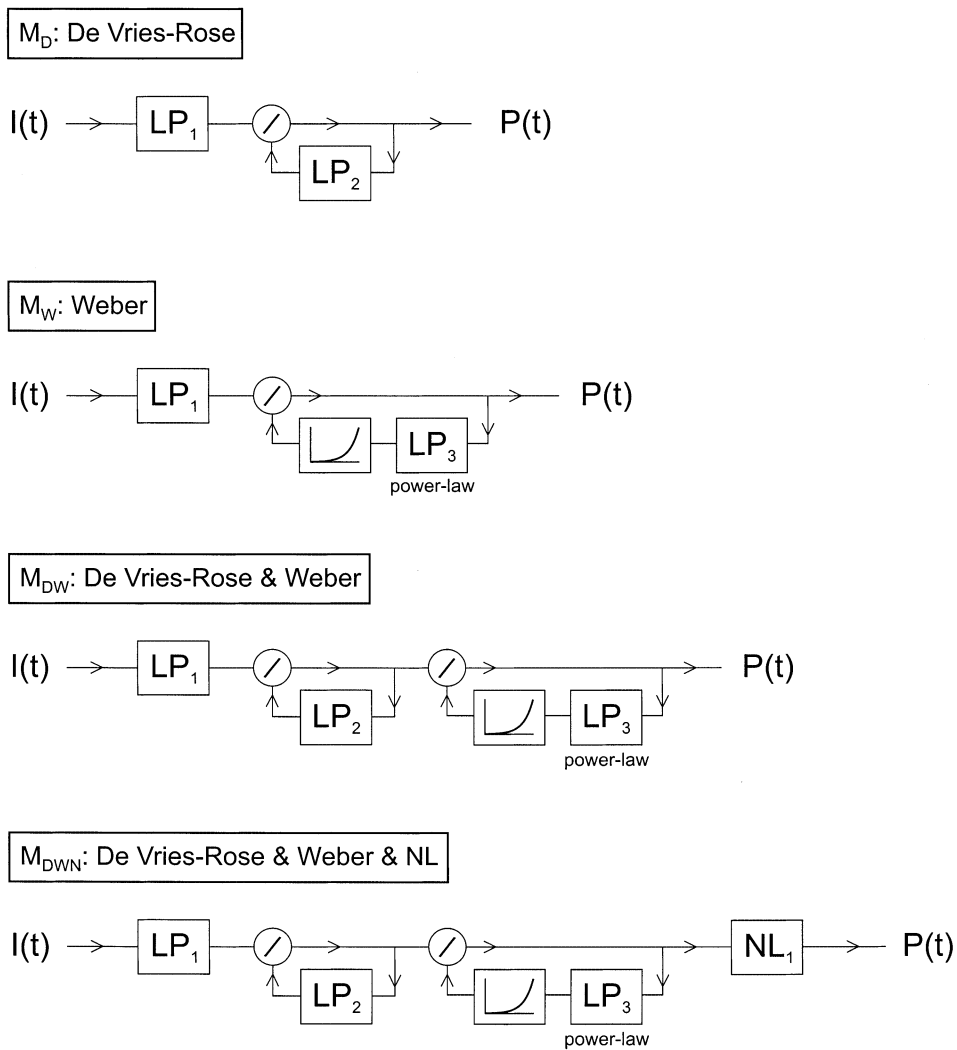 M_D: De Vries-Rose
I(t) LP_1 / P(t)
LP_2
M_W: Weber
I(t) LP_1 / P(t)
LP_3
power-law
M_DW: De Vries-Rose & Weber
I(t) LP_1 / / P(t)
LP_2 LP_3
power-law
M_DWN: De Vries-Rose & Weber & NL
I(t) LP_1 / / NL_1 P(t)
LP_2 LP_3
power-law